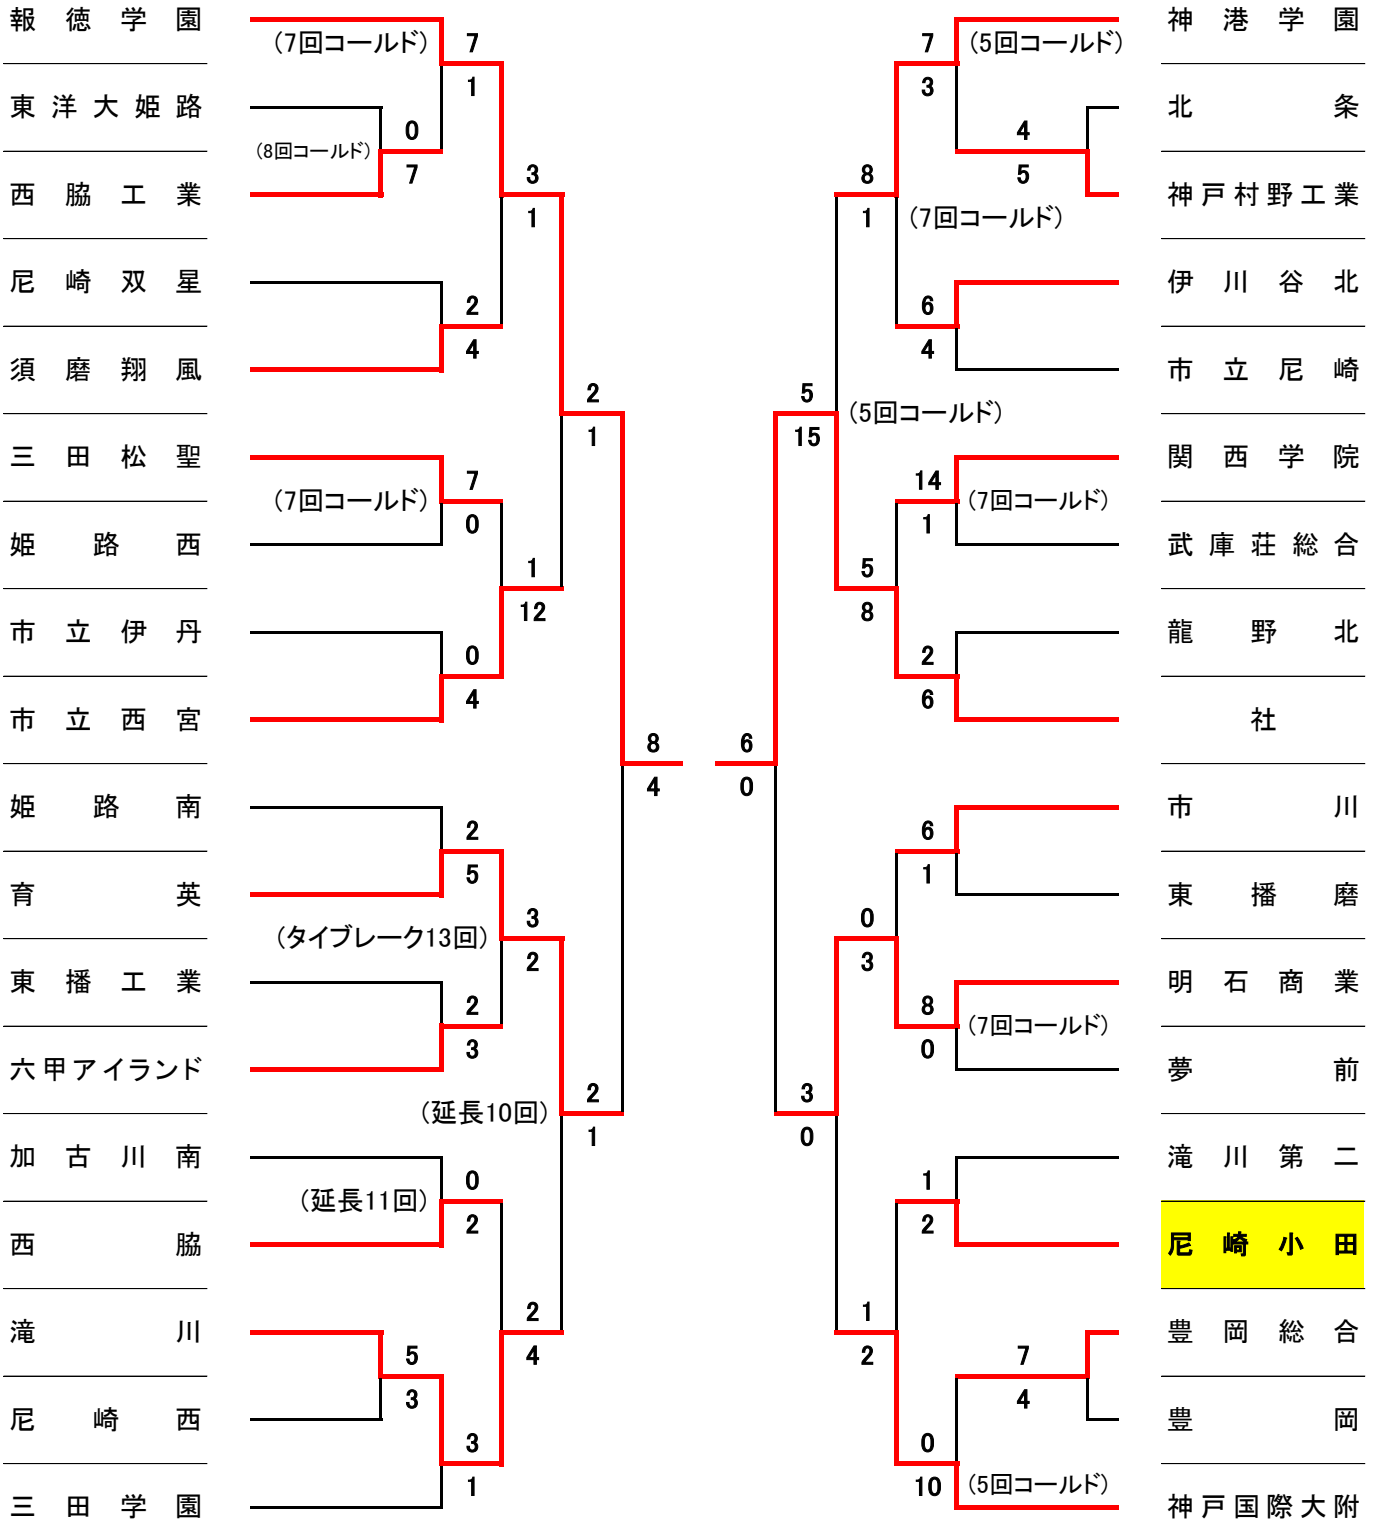 報徳学園
(7回コールド)
7
1
東洋大姫路
(8回コールド)
0
7
西脇工業
3
1
尼崎双星
2
4
須磨翔風
2
1
三田松聖
(7回コールド)
7
0
姫路西
1
12
市立伊丹
0
4
市立西宮
8
4
姫路南
2
5
育英
(タイブレーク13回)
3
2
東播工業
2
3
六甲アイランド
(延長10回)
2
1
加古川南
(延長11回)
0
2
西脇
滝川
2
4
5
3
尼崎西
3
1
三田学園
神港学園
7
(5回コールド)
3
北条
4
5
神戸村野工業
8
1
(7回コールド)
伊川谷北
6
4
市立尼崎
5
15
(5回コールド)
関西学院
14
(7回コールド)
1
武庫荘総合
5
8
龍野北
2
6
社
6
0
市川
6
1
東播磨
0
3
明石商業
8
(7回コールド)
0
夢前
3
0
滝川第二
1
2
尼崎小田
1
2
豊岡総合
7
4
豊岡
0
10
(5回コールド)
神戸国際大附